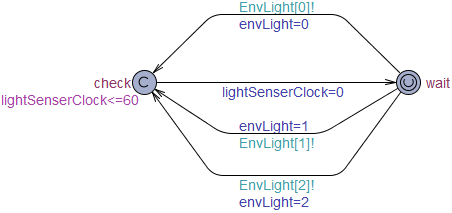 EnvLight[0]!
envLight=0
check
C
wait
lightSenserClock<=60
lightSenserClock=0
envLight=1
EnvLight[1]!
EnvLight[2]!
envLight=2